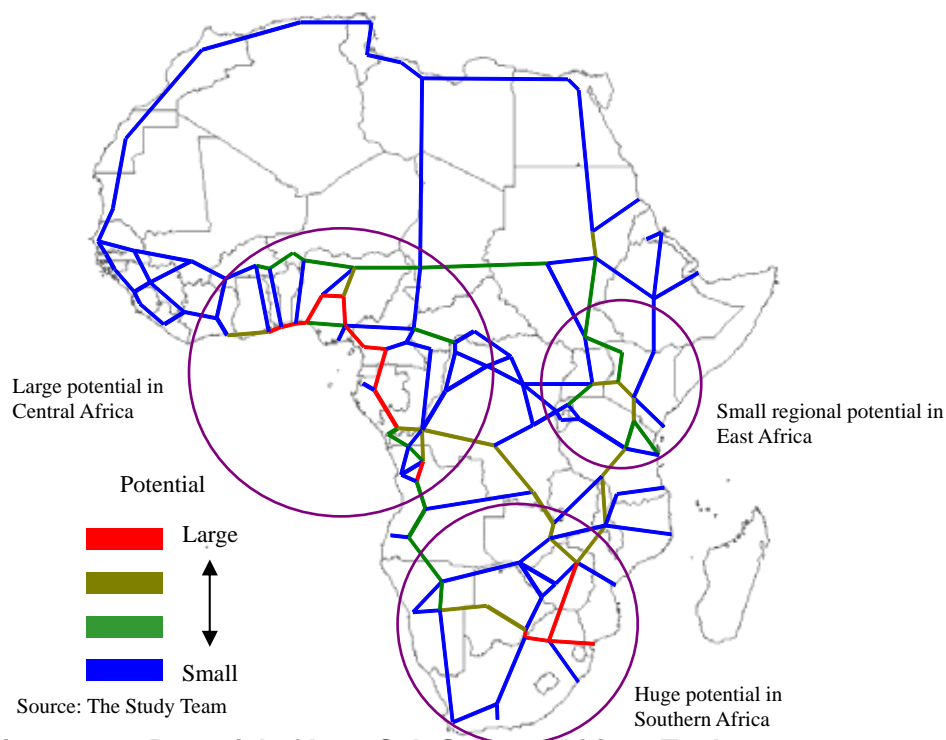 Large potential in
Central Africa
Small regional potential in
East Africa
Potential
Large
Small
Source: The Study Team
Huge potential in
Southern Africa